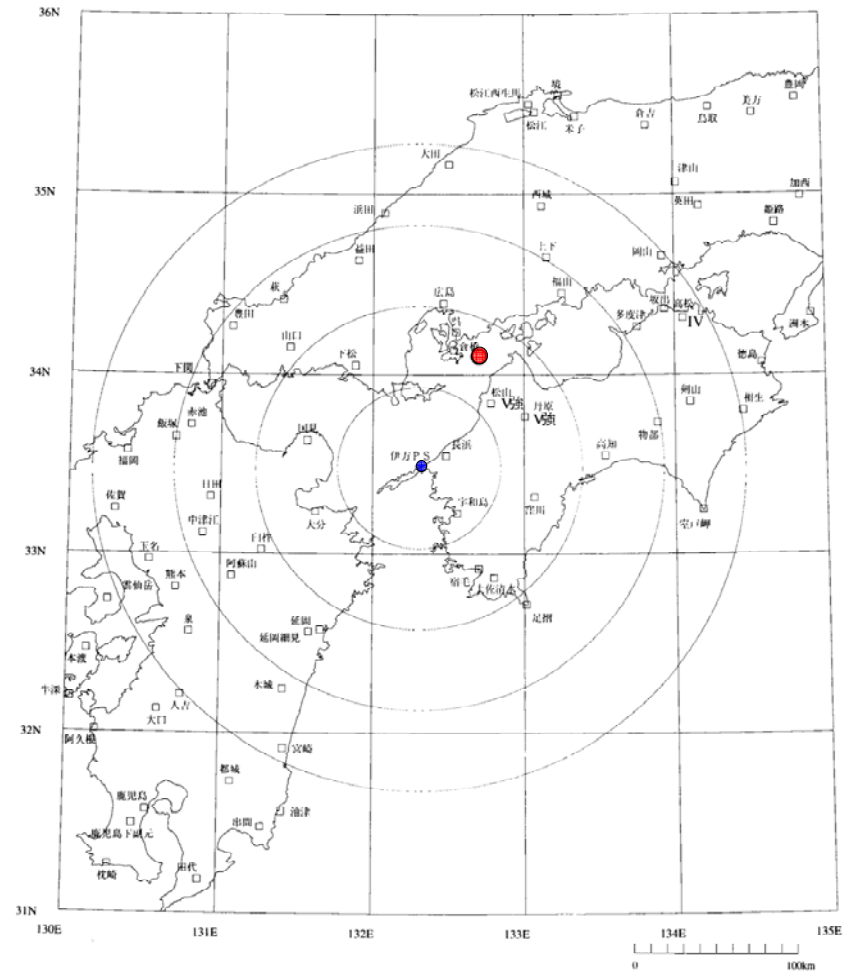 36N
境
松江西生馬
豊岡
松江
米子
倉吉
鳥取
美方
大田
津山
35N
西城
英田
加西
浜田
姫路
益田
上下
岡山
萩
広島
福山
豊田
呉
多度津
坂出
高松
IV
洲本
山口
下松
倉橋
徳島
下関
34N
松山
V強
丹原
V強
剣山
相生
飯塚
赤池
福岡
国見
伊方PS
長浜
高知
物部
佐賀
日田
宇和島
窪川
室戸岬
中津江
大分
臼杵
33N
玉名
阿蘇山
雲仙岳
熊本
宿毛
土佐清水
足摺
泉
延岡
延岡細見
本渡
牛深
人吉
木城
大口
32N
阿久根
宮崎
都城
鹿児島
油津
串間
鹿児島下福元
枕崎
田代
31N
130E
131E
132E
133E
134E
135E
0
100km